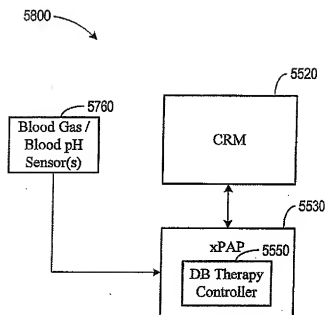 5800
5760
Blood Gas /
Blood pH
Sensor(s)
5520
CRM
5530
xPAP
5550
DB Therapy
Controller